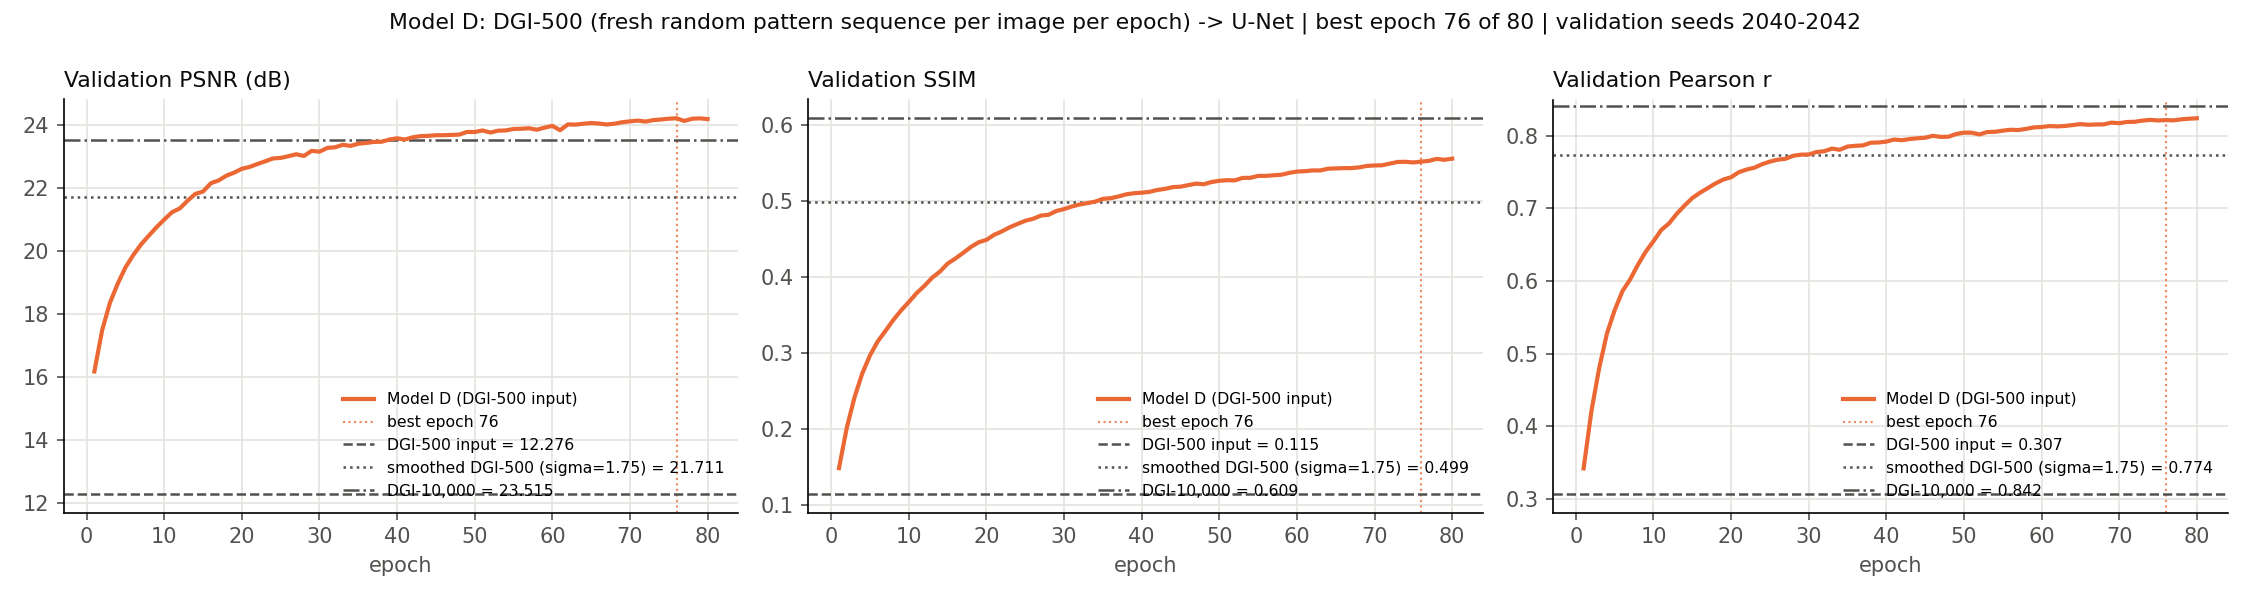 Model D: DGI-500 (fresh random pattern sequence per image per epoch) -> U-Net | best epoch 76 of 80 | validation seeds 2040-2042
Validation PSNR (dB)
24
22
20
18
16
14
12
Model D (DGI-500 input)
best epoch 76
DGI-500 input = 12.276
smoothed DGI-500 (sigma=1.75) = 21.711
DGI-10,000 = 23.515
0 10 20 30 40 50 60 70 80
epoch
Validation SSIM
0.6
0.5
0.4
0.3
0.2
0.1
Model D (DGI-500 input)
best epoch 76
DGI-500 input = 0.115
smoothed DGI-500 (sigma=1.75) = 0.499
DGI-10,000 = 0.609
0 10 20 30 40 50 60 70 80
epoch
Validation Pearson r
0.8
0.7
0.6
0.5
0.4
0.3
Model D (DGI-500 input)
best epoch 76
DGI-500 input = 0.307
smoothed DGI-500 (sigma=1.75) = 0.774
DGI-10,000 = 0.842
0 10 20 30 40 50 60 70 80
epoch